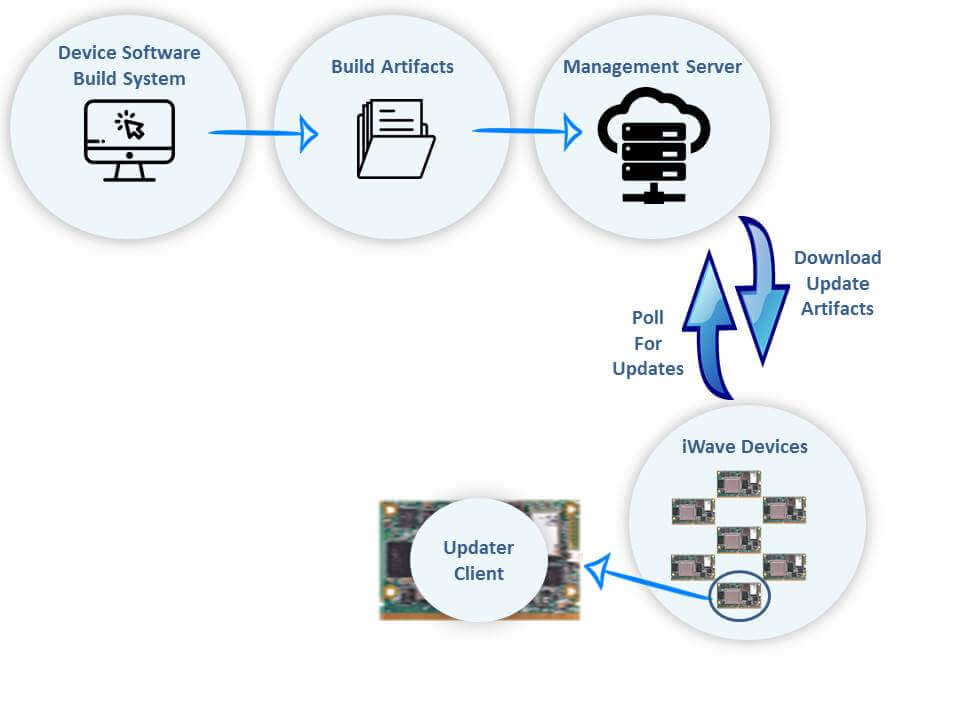 Device Software
Build System
Build Artifacts
Management Server
Download
Update
Artifacts
Poll
For
Updates
iWave Devices
Updater
Client